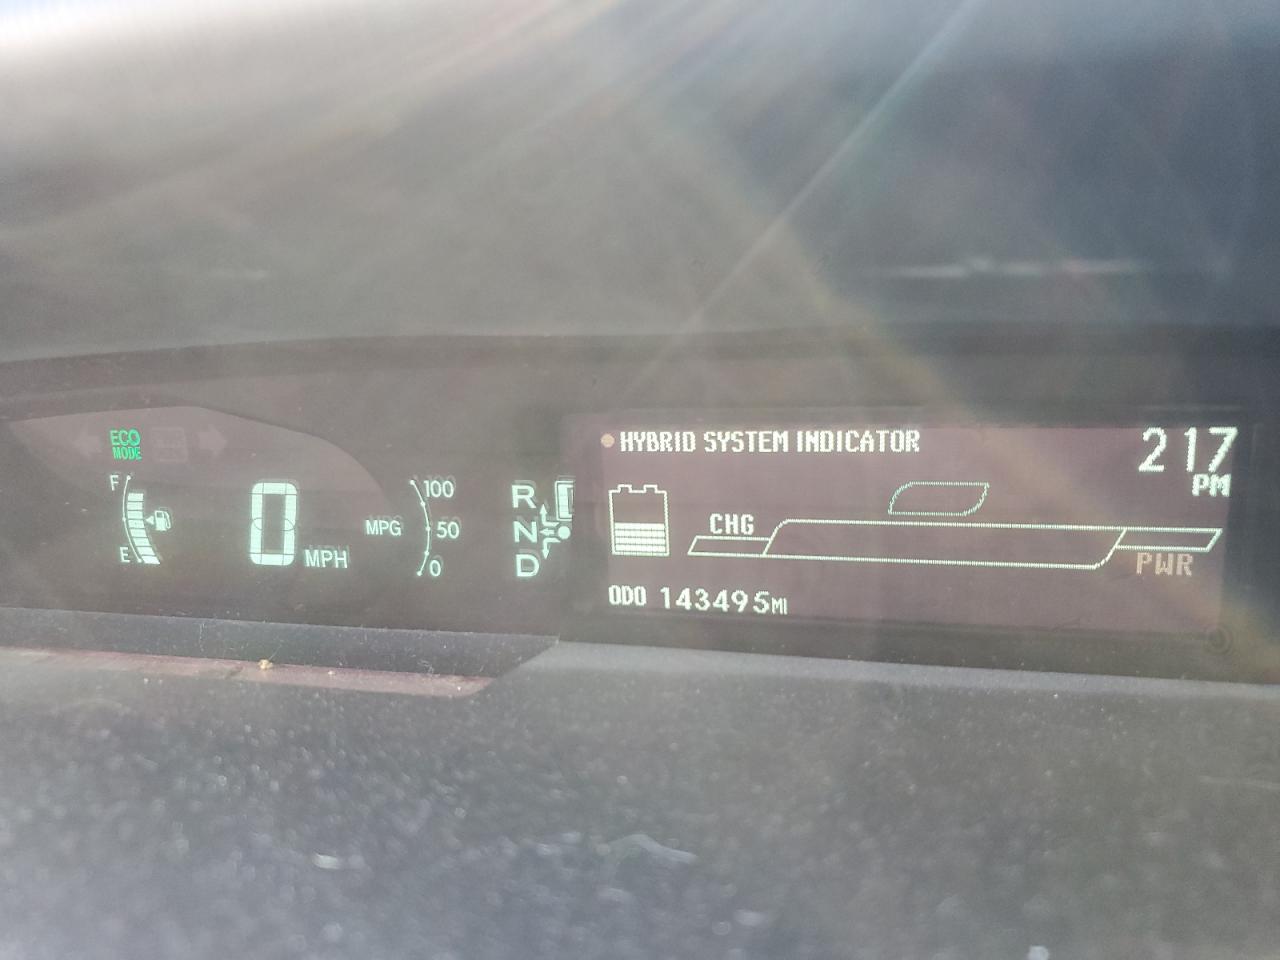 ECO
MODE
F
E
0
MPH
MPG
100
50
0
R
N
D
HYBRID SYSTEM INDICATOR
217
PM
CHG
PWR
ODO 143495MI